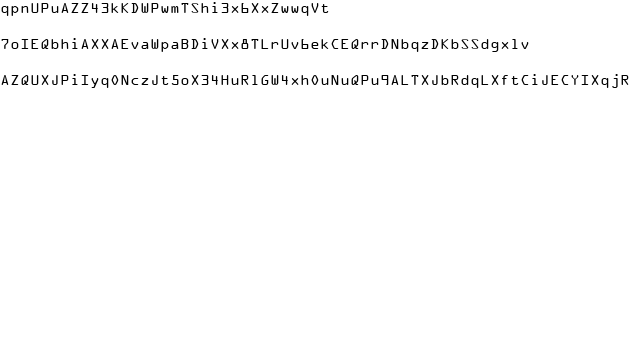 qpnUPuAZZ43kKDWPwmTShi3x6XxZwwqVt
7oIEQbhiAXXAEvaWpaBDiVXx8TLrUv6ekCEQrrDNbqzDKbSSdgxlv
AZQUXJPiIyq0NczJt5oX34HuRlGW4xh0uNuQPu9ALTXJbRdqLXftCiJECYIXqjR